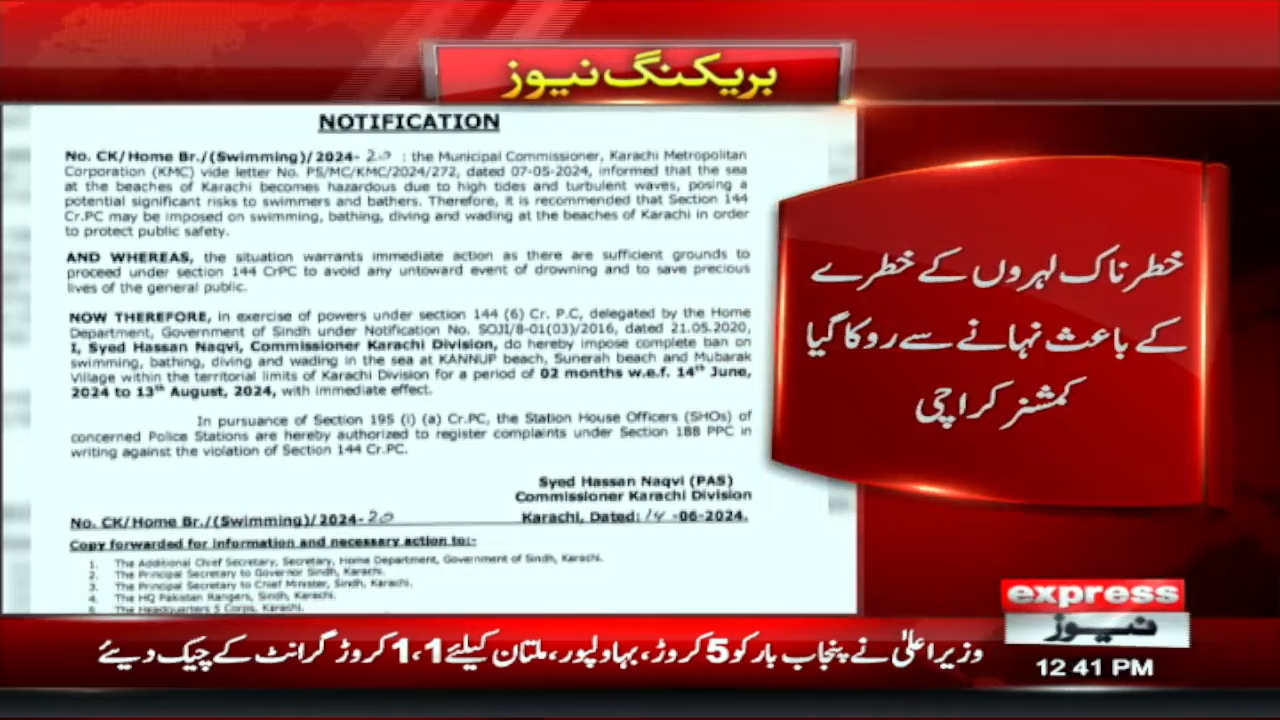 بریکنگ نیوز
NOTIFICATION
No. CK/Home Br./(Swimming)/2024- 20 : the Municipal Commissioner, Karachi Metropolitan
Corporation (KMC) vide letter No. PS/MC/KMC/2024/272, dated 07-05-2024, informed that the sea
at the beaches of Karachi becomes hazardous due to high tides and turbulent waves, posing a
potential significant risks to swimmers and bathers. Therefore, it is recommended that Section 144
Cr.PC may be imposed on swimming, bathing, diving and wading at the beaches of Karachi in order
to protect public safety.
AND WHEREAS, the situation warrants immediate action as there are sufficient grounds to
proceed under section 144 CrPC to avoid any untoward event of drowning and to save precious
lives of the general public.
NOW THEREFORE, in exercise of powers under section 144 (6) Cr. P.C, delegated by the Home
Department, Government of Sindh under Notification No. SOJI/8-01(03)/2016, dated 21.05.2020,
I, Syed Hassan Naqvi, Commissioner Karachi Division, do hereby impose complete ban on
swimming, bathing, diving and wading in the sea at KANNUP beach, Sunerah beach and Mubarak
Village within the territorial limits of Karachi Division for a period of 02 months w.e.f. 14th June,
2024 to 13th August, 2024, with immediate effect.
In pursuance of Section 195 (i) (a) Cr.PC, the Station House Officers (SHOs) of
concerned Police Stations are hereby authorized to register complaints under Section 188 PPC in
writing against the violation of Section 144 Cr.PC.
Syed Hassan Naqvi (PAS)
Commissioner Karachi Division
No. CK/Home Br./(Swimming)/2024-20 Karachi, Dated: 14 -06-2024.
Copy forwarded for information and necessary action to:-
1. The Additional Chief Secretary, Secretary, Home Department, Government of Sindh, Karachi.
2. The Principal Secretary to Governor Sindh, Karachi.
3. The Principal Secretary to Chief Minister, Sindh, Karachi.
4. The HQ Pakistan Rangers, Sindh, Karachi.
5. The Headquarters 5 Corps, Karachi.
خطرناک لہروں کے خطرے
کے باعث نہانے سے روکا گیا
کمشنر کراچی
express
نیوز
12:41 PM
وزیراعلیٰ نے پنجاب بار کو 5 کروڑ، بہاولپور، ملتان کیلئے 1،1 کروڑ گرانٹ کے چیک دیئے